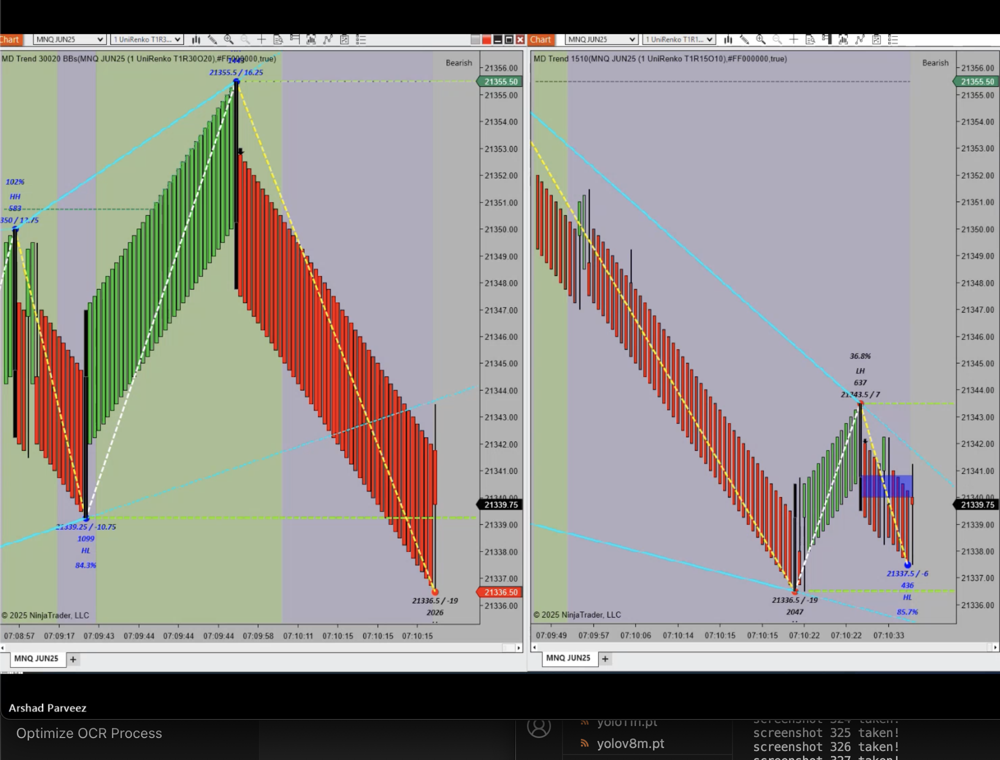 Chart MNQ JUN25 1 UniRenko T1R3...
MD Trend 30020 BBs(MNQ JUN25 (1 UniRenko T1R30O20),#FF000000,true)
Bearish
21355.5 / 16.25
102%
HH
583
350 / 11.75
21339.25 / -10.75
1099
HL
84.3%
21336.5 / -19
2026
21356.00
21355.50
21355.00
21354.00
21353.00
21352.00
21351.00
21350.00
21349.00
21348.00
21347.00
21346.00
21345.00
21344.00
21343.00
21342.00
21341.00
21339.75
21339.00
21338.00
21337.00
21336.50
21336.00
© 2025 NinjaTrader, LLC
07:08:57 07:09:17 07:09:43 07:09:44 07:09:44 07:09:44 07:09:58 07:10:11 07:10:15 07:10:15 07:10:15
MNQ JUN25 +
Chart MNQ JUN25 1 UniRenko T1R1...
MD Trend 1510(MNQ JUN25 (1 UniRenko T1R15O10),#FF000000,true)
Bearish
36.8%
LH
637
21343.5 / 7
21336.5 / -19
2047
21337.5 / -6
436
HL
85.7%
21356.00
21355.50
21355.00
21354.00
21353.00
21352.00
21351.00
21350.00
21349.00
21348.00
21347.00
21346.00
21345.00
21344.00
21343.00
21342.00
21341.00
21339.75
21339.00
21338.00
21337.00
21336.00
© 2025 NinjaTrader, LLC
07:09:49 07:09:57 07:10:06 07:10:14 07:10:15 07:10:15 07:10:22 07:10:22 07:10:33
MNQ JUN25 +
Arshad Parveez
Optimize OCR Process
yolo11n.pt
yolov8m.pt
screenshot 324 taken!
screenshot 325 taken!
screenshot 326 taken!
screenshot 327 taken!